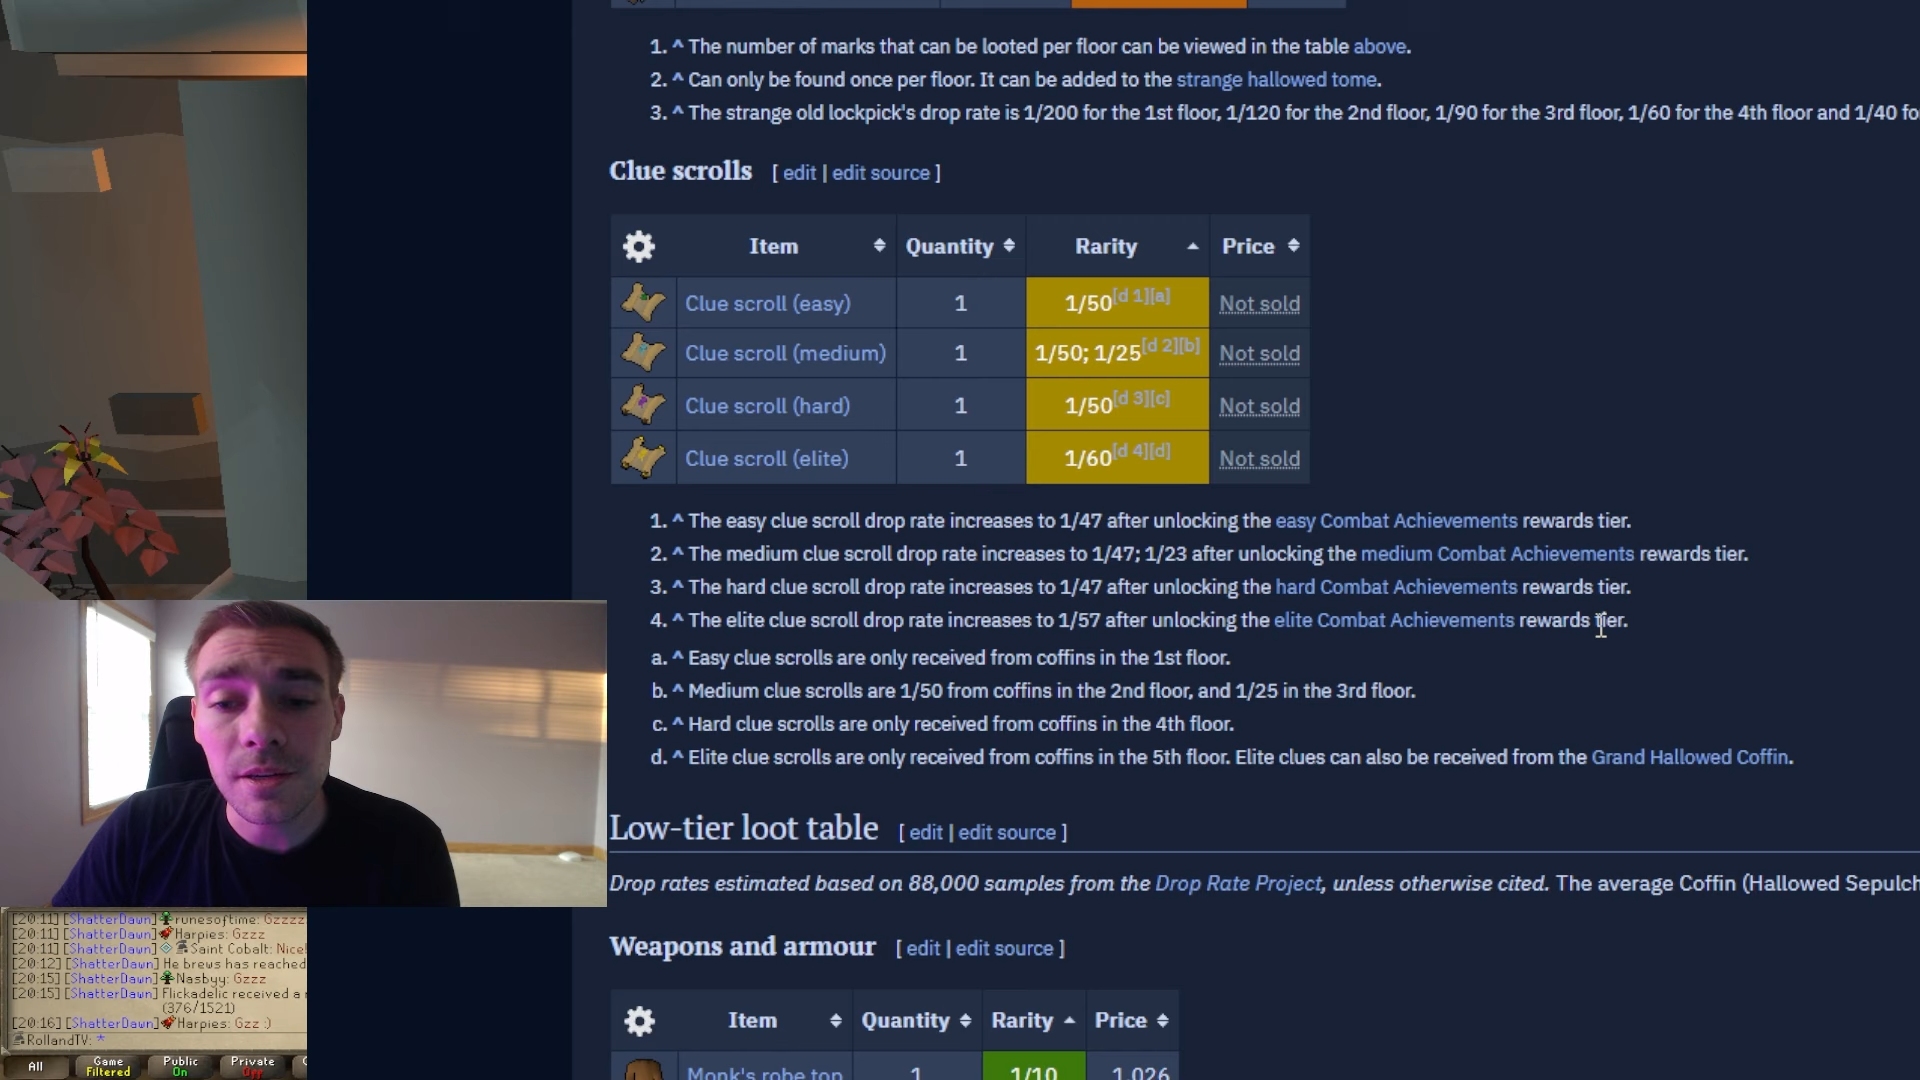 1. ^ The number of marks that can be looted per floor can be viewed in the table above.
2. ^ Can only be found once per floor. It can be added to the strange hallowed tome.
3. ^ The strange old lockpick's drop rate is 1/200 for the 1st floor, 1/120 for the 2nd floor, 1/90 for the 3rd floor, 1/60 for the 4th floor and 1/40 fo
Clue scrolls [ edit | edit source ]
Item Quantity Rarity Price
Clue scroll (easy) 1 1/50[d 1][a] Not sold
Clue scroll (medium) 1 1/50; 1/25[d 2][b] Not sold
Clue scroll (hard) 1 1/50[d 3][c] Not sold
Clue scroll (elite) 1 1/60[d 4][d] Not sold
1. ^ The easy clue scroll drop rate increases to 1/47 after unlocking the easy Combat Achievements rewards tier.
2. ^ The medium clue scroll drop rate increases to 1/47; 1/23 after unlocking the medium Combat Achievements rewards tier.
3. ^ The hard clue scroll drop rate increases to 1/47 after unlocking the hard Combat Achievements rewards tier.
4. ^ The elite clue scroll drop rate increases to 1/57 after unlocking the elite Combat Achievements rewards tier.
a. ^ Easy clue scrolls are only received from coffins in the 1st floor.
b. ^ Medium clue scrolls are 1/50 from coffins in the 2nd floor, and 1/25 in the 3rd floor.
c. ^ Hard clue scrolls are only received from coffins in the 4th floor.
d. ^ Elite clue scrolls are only received from coffins in the 5th floor. Elite clues can also be received from the Grand Hallowed Coffin.
Low-tier loot table [ edit | edit source ]
Drop rates estimated based on 88,000 samples from the Drop Rate Project, unless otherwise cited. The average Coffin (Hallowed Sepulch
Weapons and armour [ edit | edit source ]
Item Quantity Rarity Price
Monk's robe top 1 1/10 1,026
[20:11] [ShatterDawn] runesoftime: Gzzzz
[20:11] [ShatterDawn] Harpies: Gzzz
[20:11] [ShatterDawn] Saint Cobalt: Nice!
[20:12] [ShatterDawn] He brews has reached
[20:15] [ShatterDawn] Nasbyy: Gzzz
[20:15] [ShatterDawn] Flickadelic received a
(376/1521)
[20:16] [ShatterDawn] Harpies: Gzz :)
RollandTV: *
All Game Filtered Public On Private Off